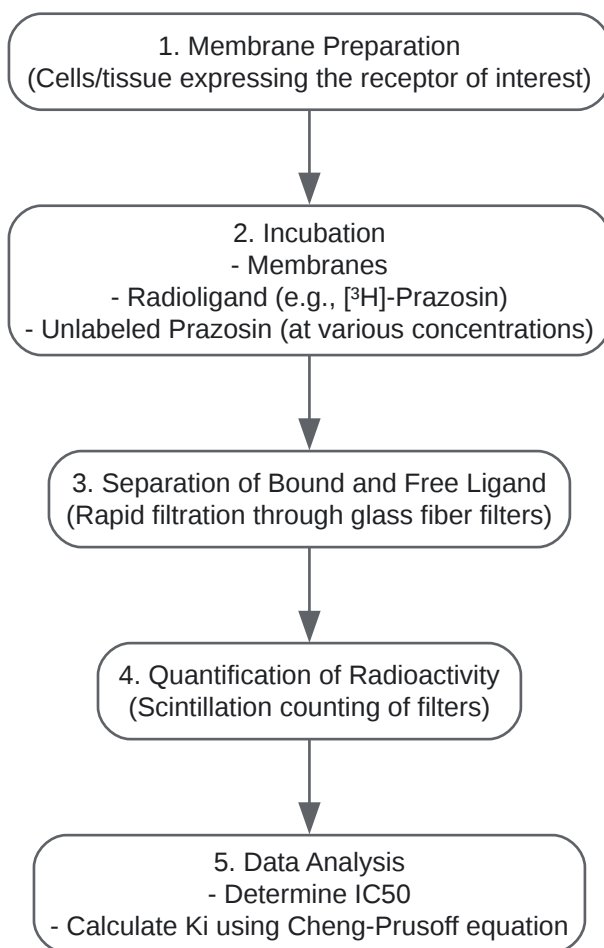 1. Membrane Preparation
(Cells/tissue expressing the receptor of interest)
2. Incubation
- Membranes
- Radioligand (e.g., [³H]-Prazosin)
- Unlabeled Prazosin (at various concentrations)
3. Separation of Bound and Free Ligand
(Rapid filtration through glass fiber filters)
4. Quantification of Radioactivity
(Scintillation counting of filters)
5. Data Analysis
- Determine IC50
- Calculate Ki using Cheng-Prusoff equation